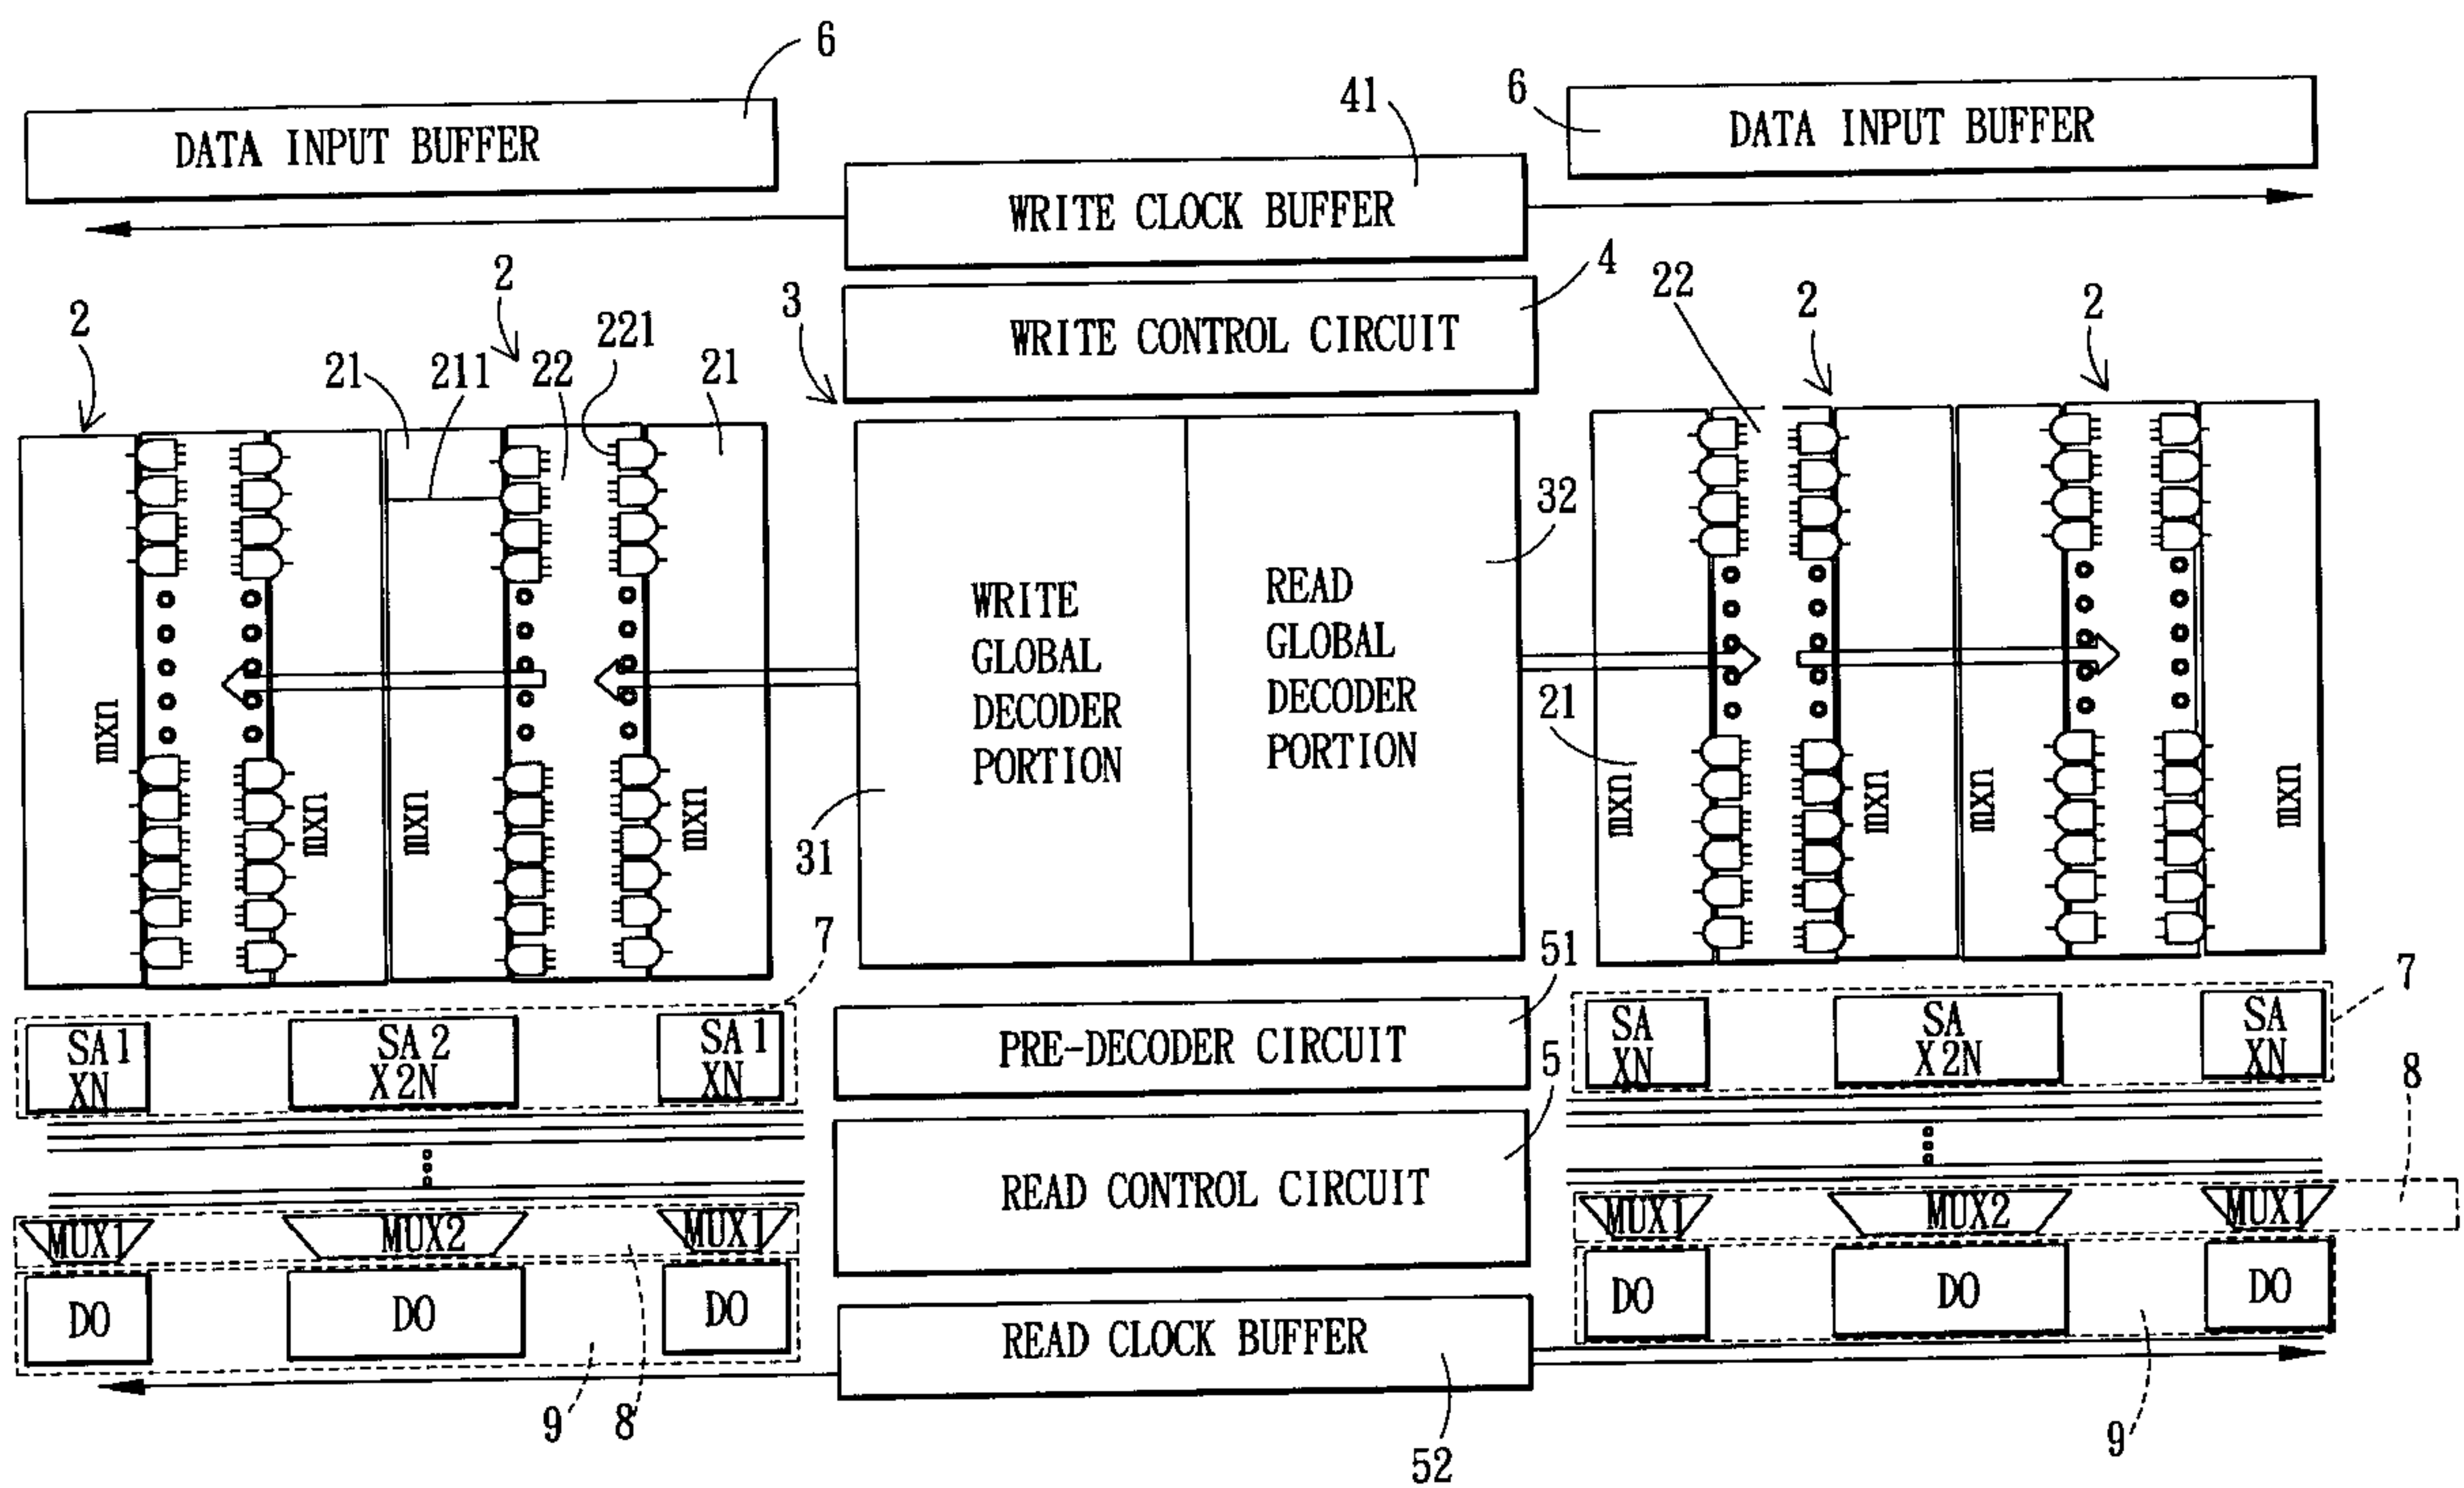 6
DATA INPUT BUFFER
41
WRITE CLOCK BUFFER
6
DATA INPUT BUFFER
4
WRITE CONTROL CIRCUIT
2
2
21
211
22
221
21
3
22
2
2
WRITE
GLOBAL
DECODER
PORTION
READ
GLOBAL
DECODER
PORTION
32
31
21
mxn
mxn
mxn
mxn
mxn
mxn
mxn
mxn
7
SA1
XN
SA2
X2N
SA1
XN
51
PRE-DECODER CIRCUIT
SA
XN
SA
X2N
SA
XN
7
5
READ CONTROL CIRCUIT
8
MUX1
MUX2
MUX1
MUX1
MUX2
MUX1
DO
DO
DO
READ CLOCK BUFFER
DO
DO
DO
9
8
52
9